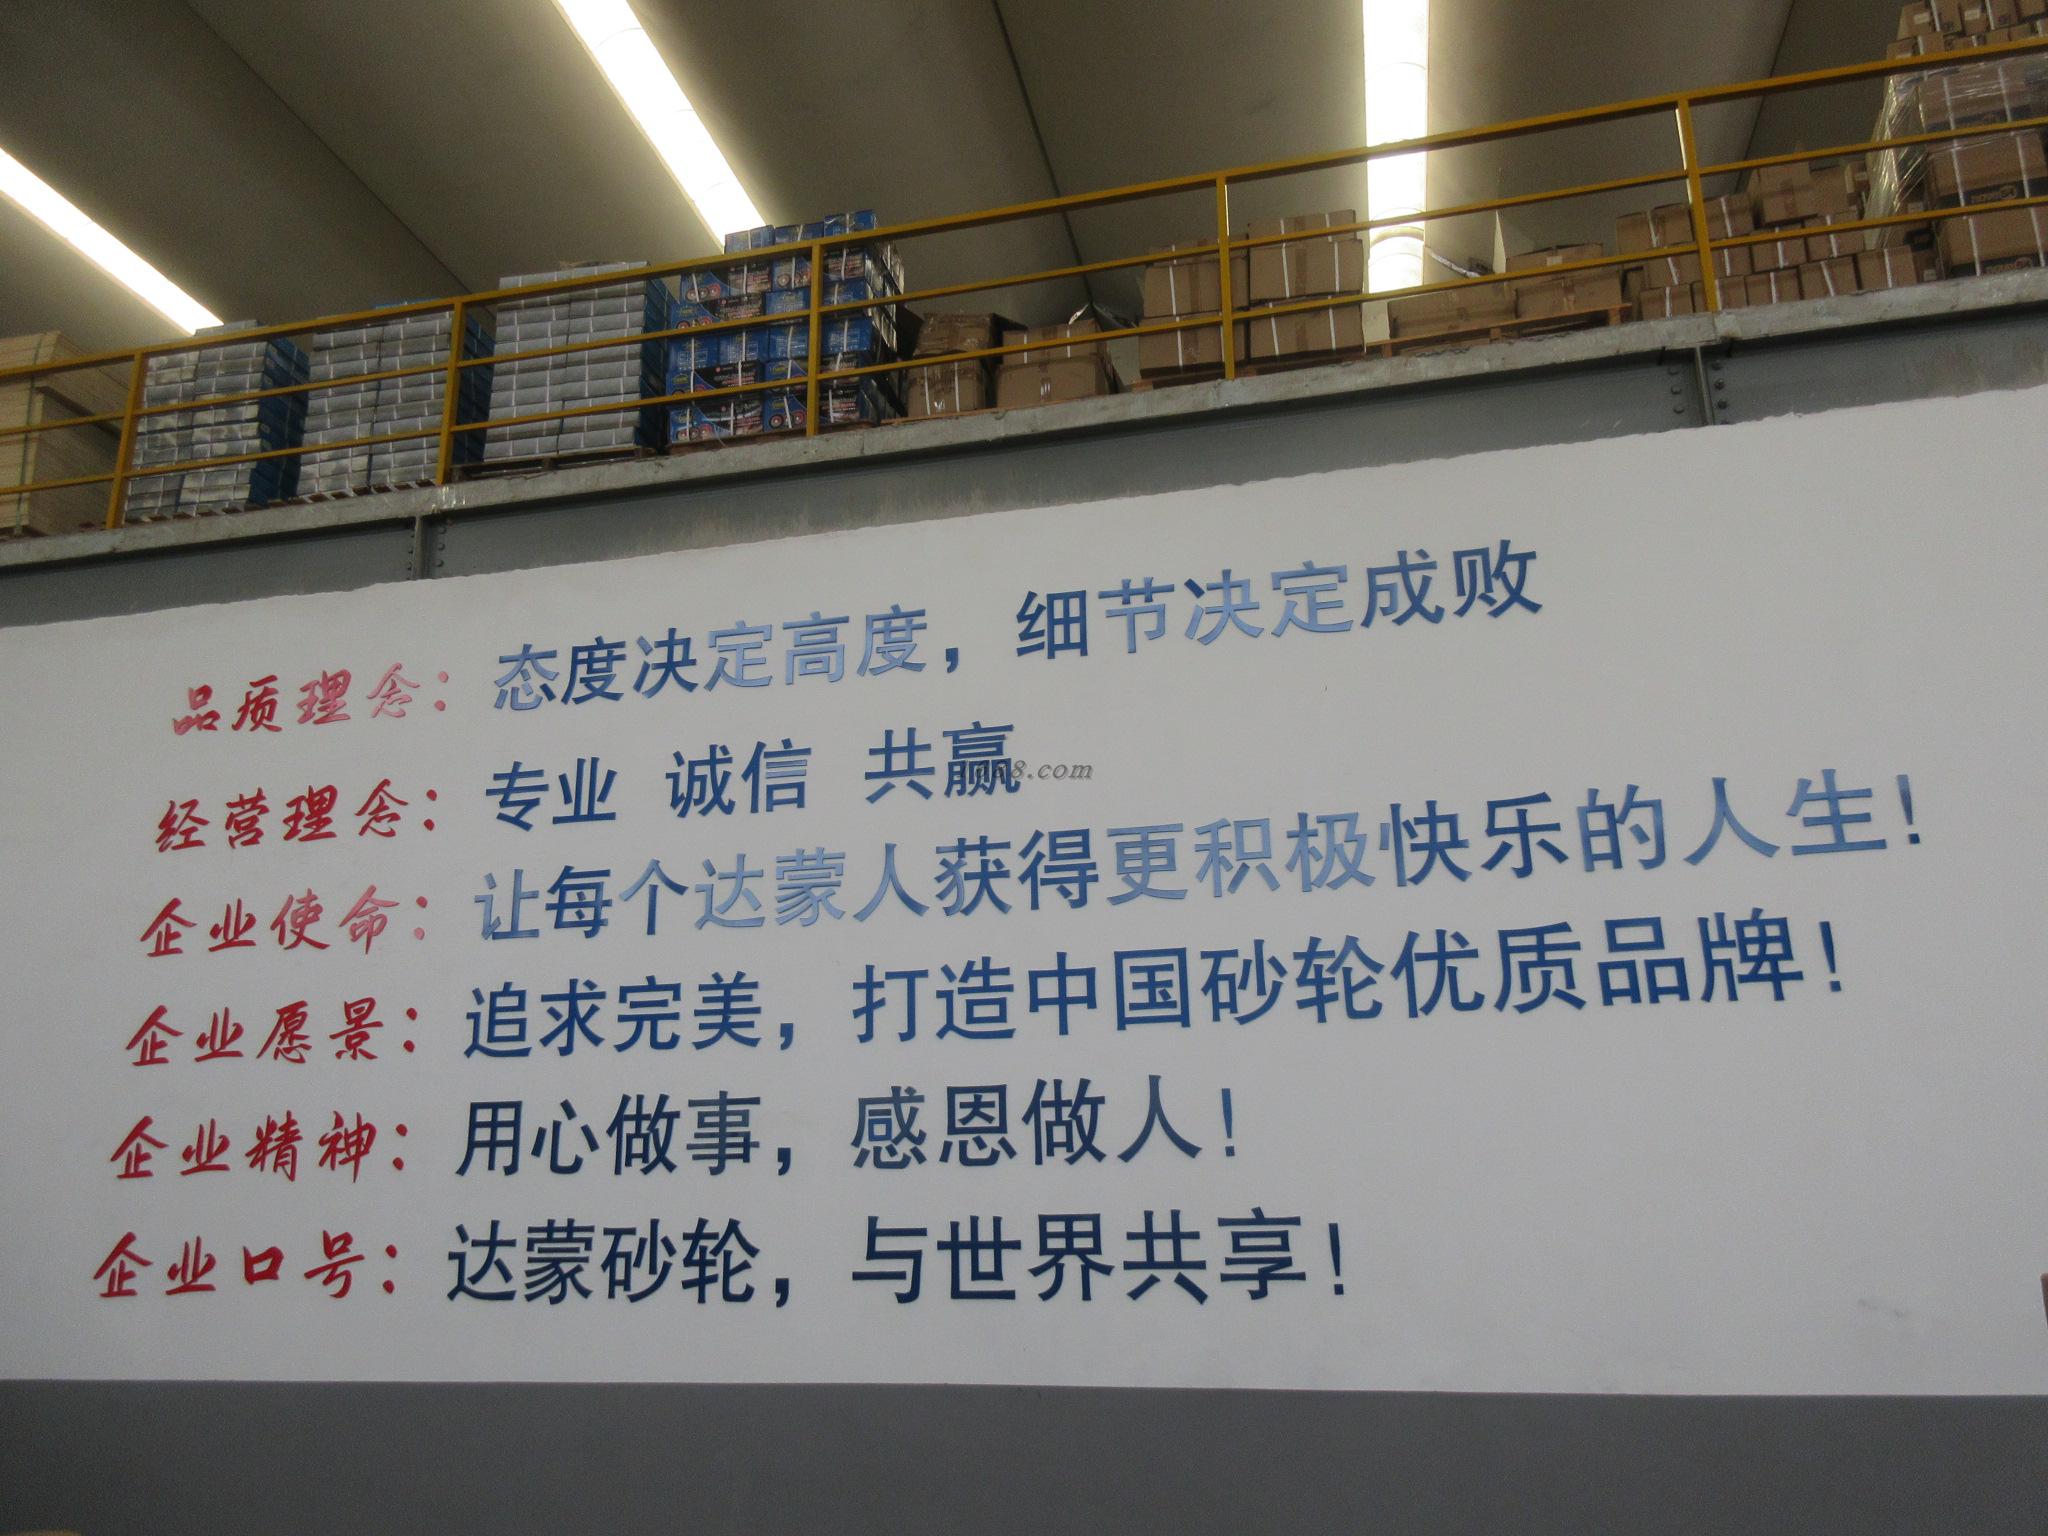 品质理念：态度决定高度，细节决定成败
经营理念：专业 诚信 共赢
企业使命：让每个达蒙人获得更积极快乐的人生！
企业愿景：追求完美，打造中国砂轮优质品牌！
企业精神：用心做事，感恩做人！
企业口号：达蒙砂轮，与世界共享！